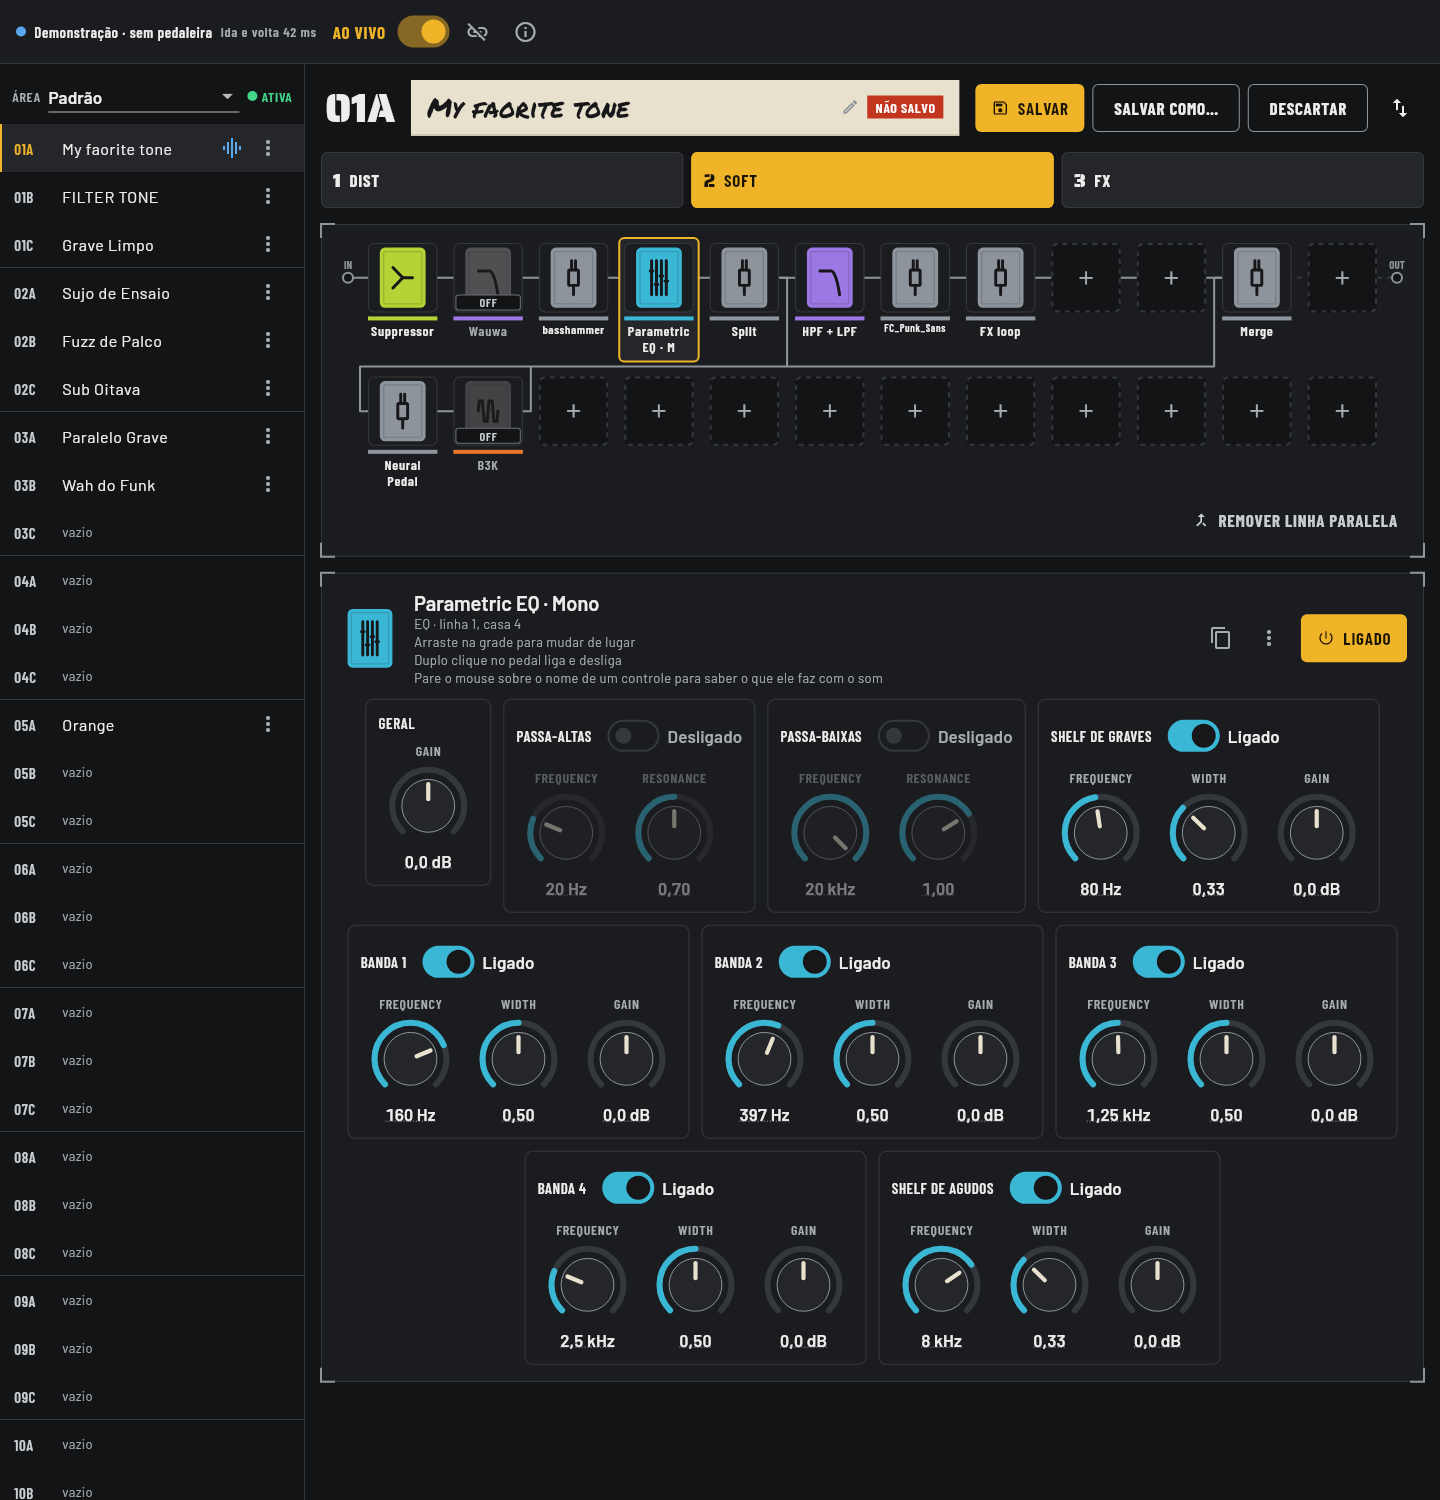 Demonstração · sem pedaleira Ida e volta 42 ms AO VIVO
ÁREA Padrão ATIVA
01A My faorite tone
01B FILTER TONE
01C Grave Limpo
02A Sujo de Ensaio
02B Fuzz de Palco
02C Sub Oitava
03A Paralelo Grave
03B Wah do Funk
03C vazio
04A vazio
04B vazio
04C vazio
05A Orange
05B vazio
05C vazio
06A vazio
06B vazio
06C vazio
07A vazio
07B vazio
07C vazio
08A vazio
08B vazio
08C vazio
09A vazio
09B vazio
09C vazio
10A vazio
10B vazio
01A My faorite tone NÃO SALVO SALVAR SALVAR COMO... DESCARTAR
1 DIST 2 SOFT 3 FX
IN OUT
OFF
Suppressor Wauwa basshammer Parametric EQ · M Split HPF + LPF FC_Punk_Sans FX loop Merge
OFF
Neural Pedal B3K
REMOVER LINHA PARALELA
Parametric EQ · Mono
EQ · linha 1, casa 4
Arraste na grade para mudar de lugar
Duplo clique no pedal liga e desliga
Pare o mouse sobre o nome de um controle para saber o que ele faz com o som
LIGADO
GERAL
GAIN
0,0 dB
PASSA-ALTAS Desligado
FREQUENCY RESONANCE
20 Hz 0,70
PASSA-BAIXAS Desligado
FREQUENCY RESONANCE
20 kHz 1,00
SHELF DE GRAVES Ligado
FREQUENCY WIDTH GAIN
80 Hz 0,33 0,0 dB
BANDA 1 Ligado
FREQUENCY WIDTH GAIN
160 Hz 0,50 0,0 dB
BANDA 2 Ligado
FREQUENCY WIDTH GAIN
397 Hz 0,50 0,0 dB
BANDA 3 Ligado
FREQUENCY WIDTH GAIN
1,25 kHz 0,50 0,0 dB
BANDA 4 Ligado
FREQUENCY WIDTH GAIN
2,5 kHz 0,50 0,0 dB
SHELF DE AGUDOS Ligado
FREQUENCY WIDTH GAIN
8 kHz 0,33 0,0 dB